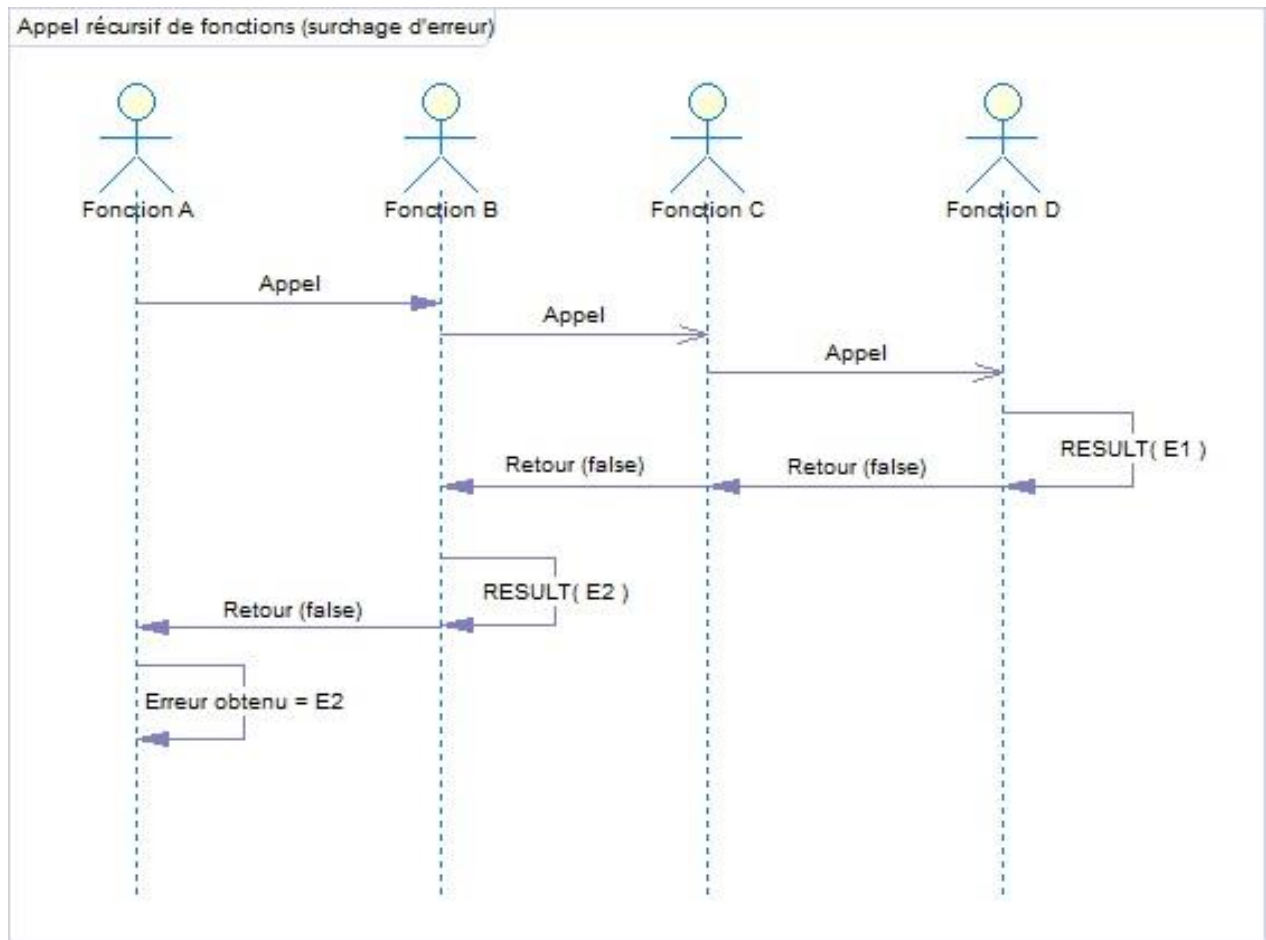 Appel récursif de fonctions (surchage d'erreur)
Fonction A
Fonction B
Fonction C
Fonction D
Appel
Appel
Appel
RESULT( E1 )
Retour (false)
Retour (false)
RESULT( E2 )
Retour (false)
Erreur obtenu = E2